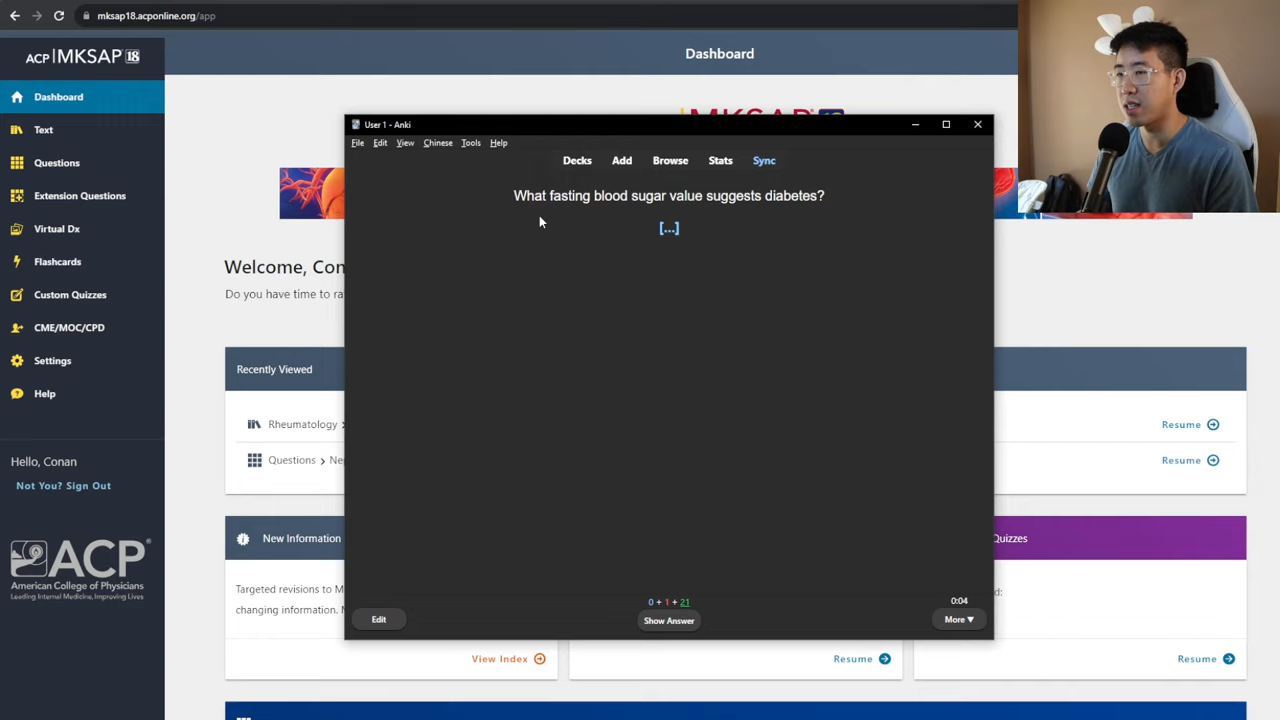 mksap18.acponline.org/app
ACP MKSAP 18
Dashboard
Dashboard
Text
Questions
Extension Questions
Virtual Dx
Flashcards
Custom Quizzes
CME/MOC/CPD
Settings
Help
Hello, Conan
Not You? Sign Out
ACP®
American College of Physicians
Leading Internal Medicine, Improving Lives
User 1 - Anki
File Edit View Chinese Tools Help
Decks Add Browse Stats Sync
What fasting blood sugar value suggests diabetes?
[...]
0 + 1 + 21
0:04
Edit
Show Answer
More ▼
Welcome,
Do you have time to
Recently Viewed
Rheumatology >
Resume
Questions >
Resume
New Information
Quizzes
Targeted revisions to
changing information.
View Index
Resume
Resume